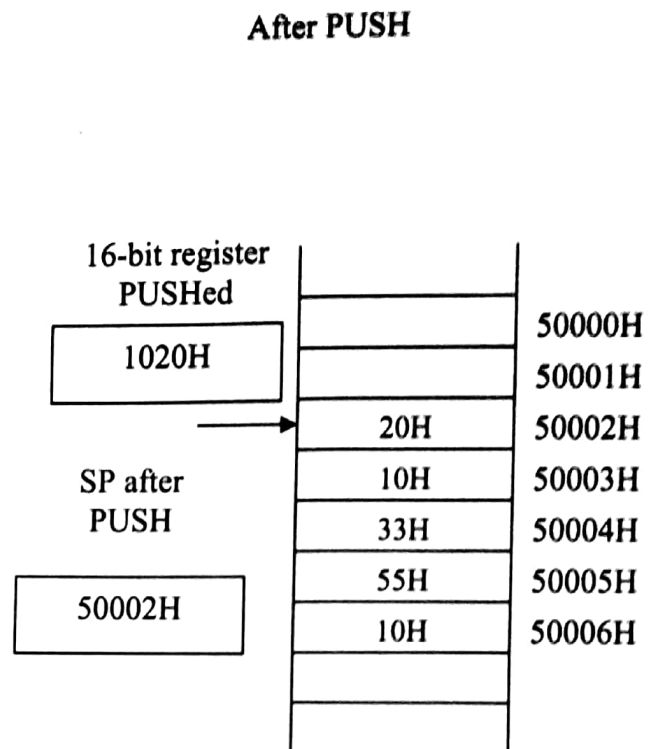 After PUSH
16-bit register
PUSHed
1020H
50000H
50001H
20H 50002H
10H 50003H
SP after
PUSH
33H 50004H
55H 50005H
50002H
10H 50006H